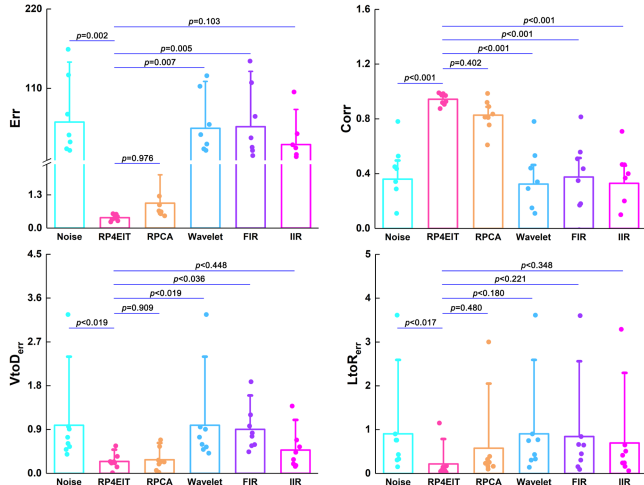 220
110
1.3
0.0
Err
p=0.103
p=0.002
p=0.005
p=0.007
p=0.976
Noise RP4EIT RPCA Wavelet FIR IIR
1.6
1.2
0.8
0.4
0.0
Corr
p<0.001
p<0.001
p<0.001
p=0.402
p<0.001
Noise RP4EIT RPCA Wavelet FIR IIR
4.5
3.6
2.7
1.8
0.9
0.0
VtoDerr
p<0.448
p<0.036
p<0.019
p=0.909
p<0.019
Noise RP4EIT RPCA Wavelet FIR IIR
5
4
3
2
1
0
LtoRerr
p<0.348
p=0.221
p=0.180
p=0.480
p<0.017
Noise RP4EIT RPCA Wavelet FIR IIR